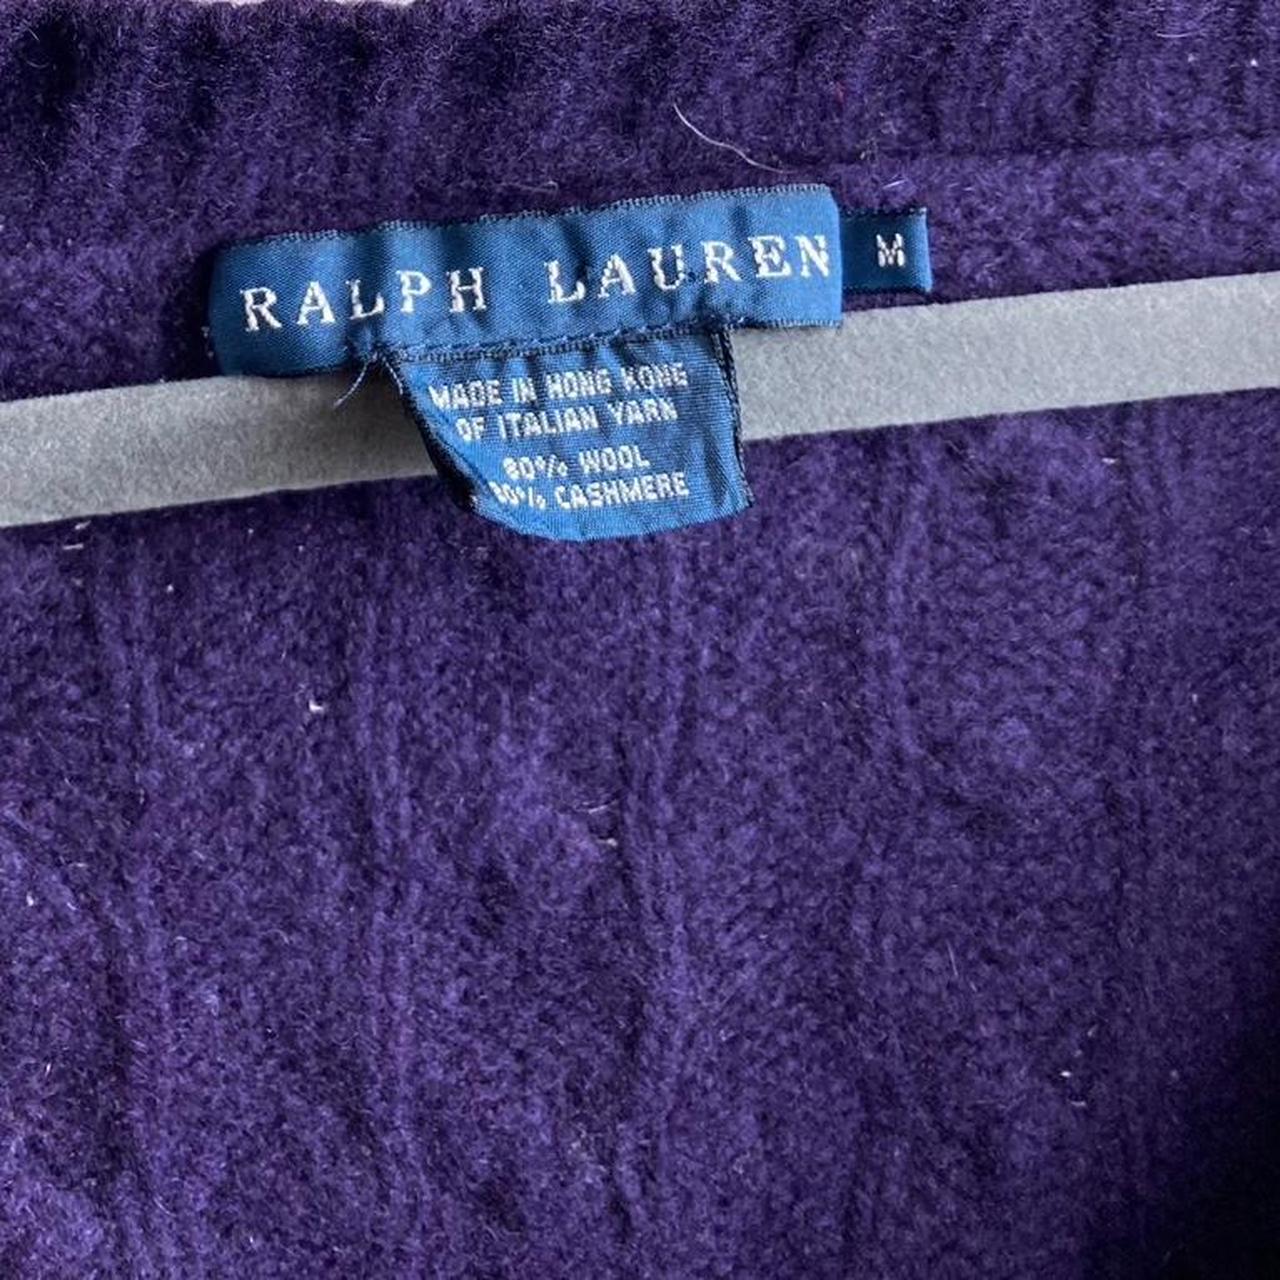 RALPH LAUREN
M
MADE IN HONG KONG
OF ITALIAN YARN
80% WOOL
CASHMERE